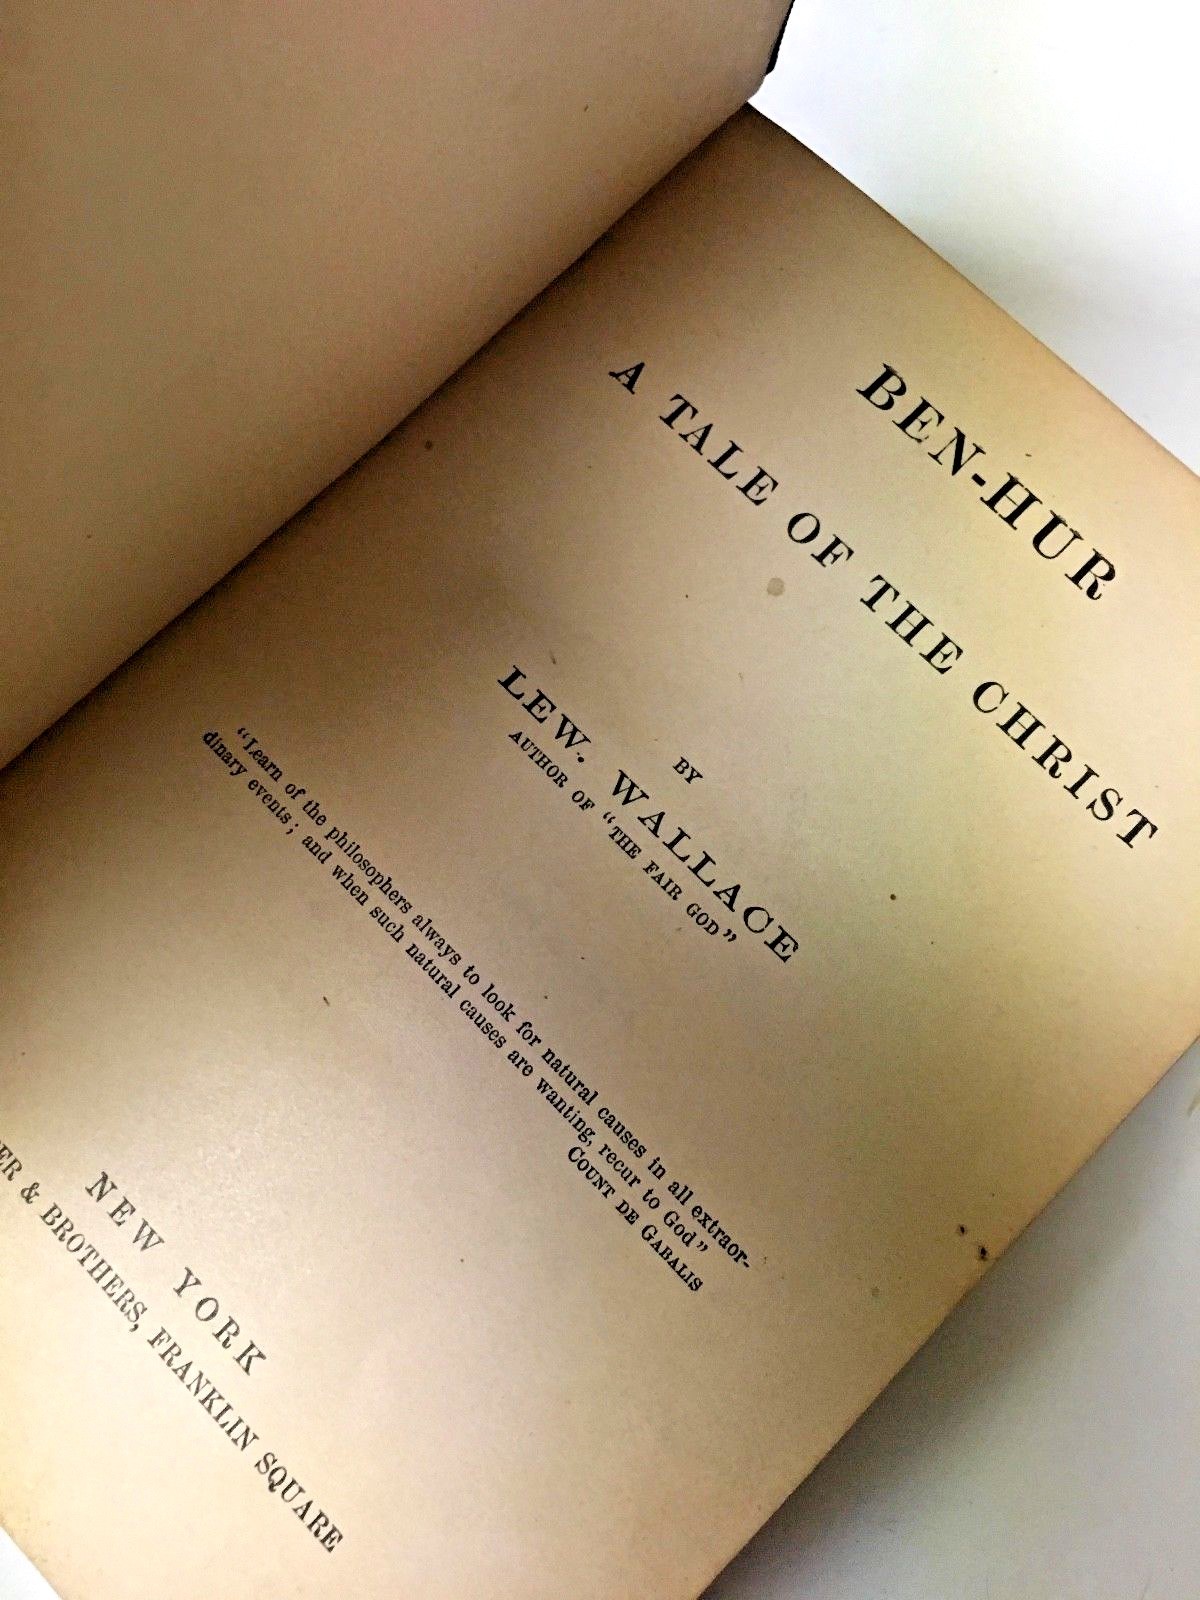 BEN-HUR
A TALE OF THE CHRIST
BY
LEW. WALLACE
AUTHOR OF "THE FAIR GOD"
"Learn of the philosophers always to look for natural causes in all extraor-
dinary events; and when such natural causes are wanting, recur to God"
COUNT DE GABALIS
NEW YORK
ER & BROTHERS, FRANKLIN SQUARE